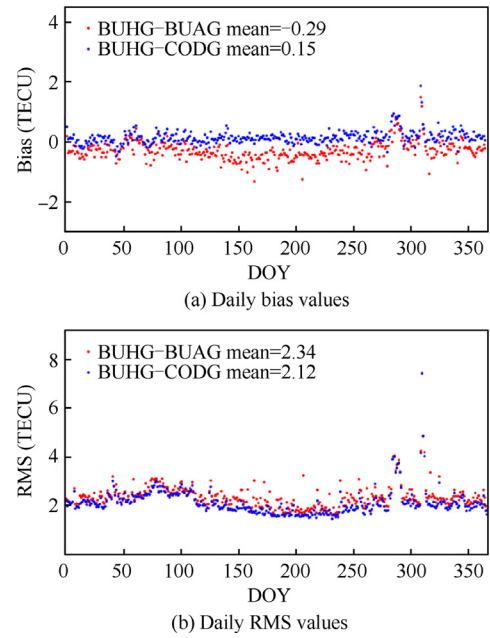 4
BUHG−BUAG mean=−0.29
BUHG−CODG mean=0.15
2
0
−2
Bias (TECU)
0 50 100 150 200 250 300 350
DOY
(a) Daily bias values
8
BUHG−BUAG mean=2.34
BUHG−CODG mean=2.12
6
4
2
RMS (TECU)
0 50 100 150 200 250 300 350
DOY
(b) Daily RMS values